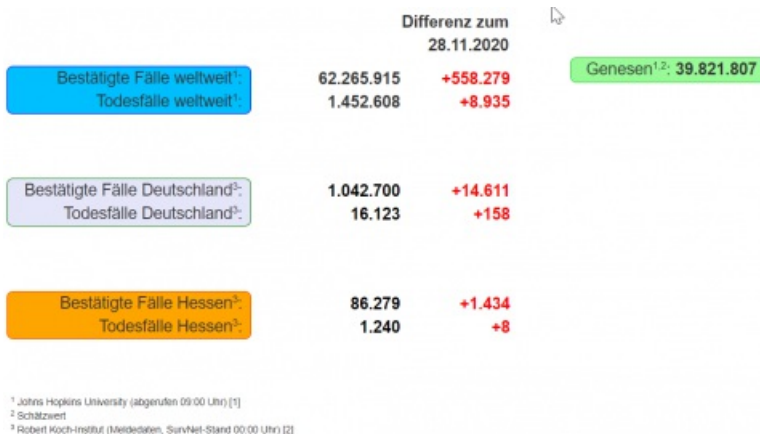 Differenz zum
28.11.2020
Bestätigte Fälle weltweit¹: 62.265.915 +558.279
Genesen¹,²: 39.821.807
Todesfälle weltweit¹: 1.452.608 +8.935
Bestätigte Fälle Deutschland³: 1.042.700 +14.611
Todesfälle Deutschland³: 16.123 +158
Bestätigte Fälle Hessen³: 86.279 +1.434
Todesfälle Hessen³: 1.240 +8
¹ Johns Hopkins University (abgerufen 09:00 Uhr) [1]
² Schätzwert
³ Robert Koch-Institut (Meldedaten, SurvNet-Stand 00:00 Uhr) [2]